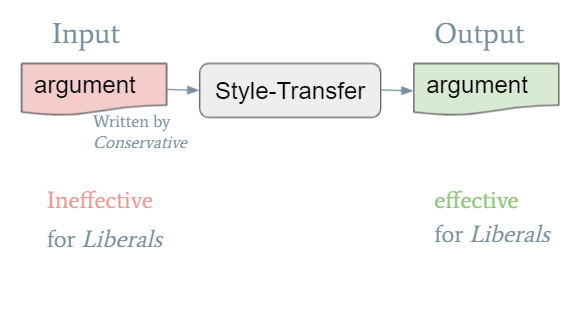 Input
Output
argument
Style-Transfer
argument
Written by
Conservative
Ineffective
for Liberals
effective
for Liberals